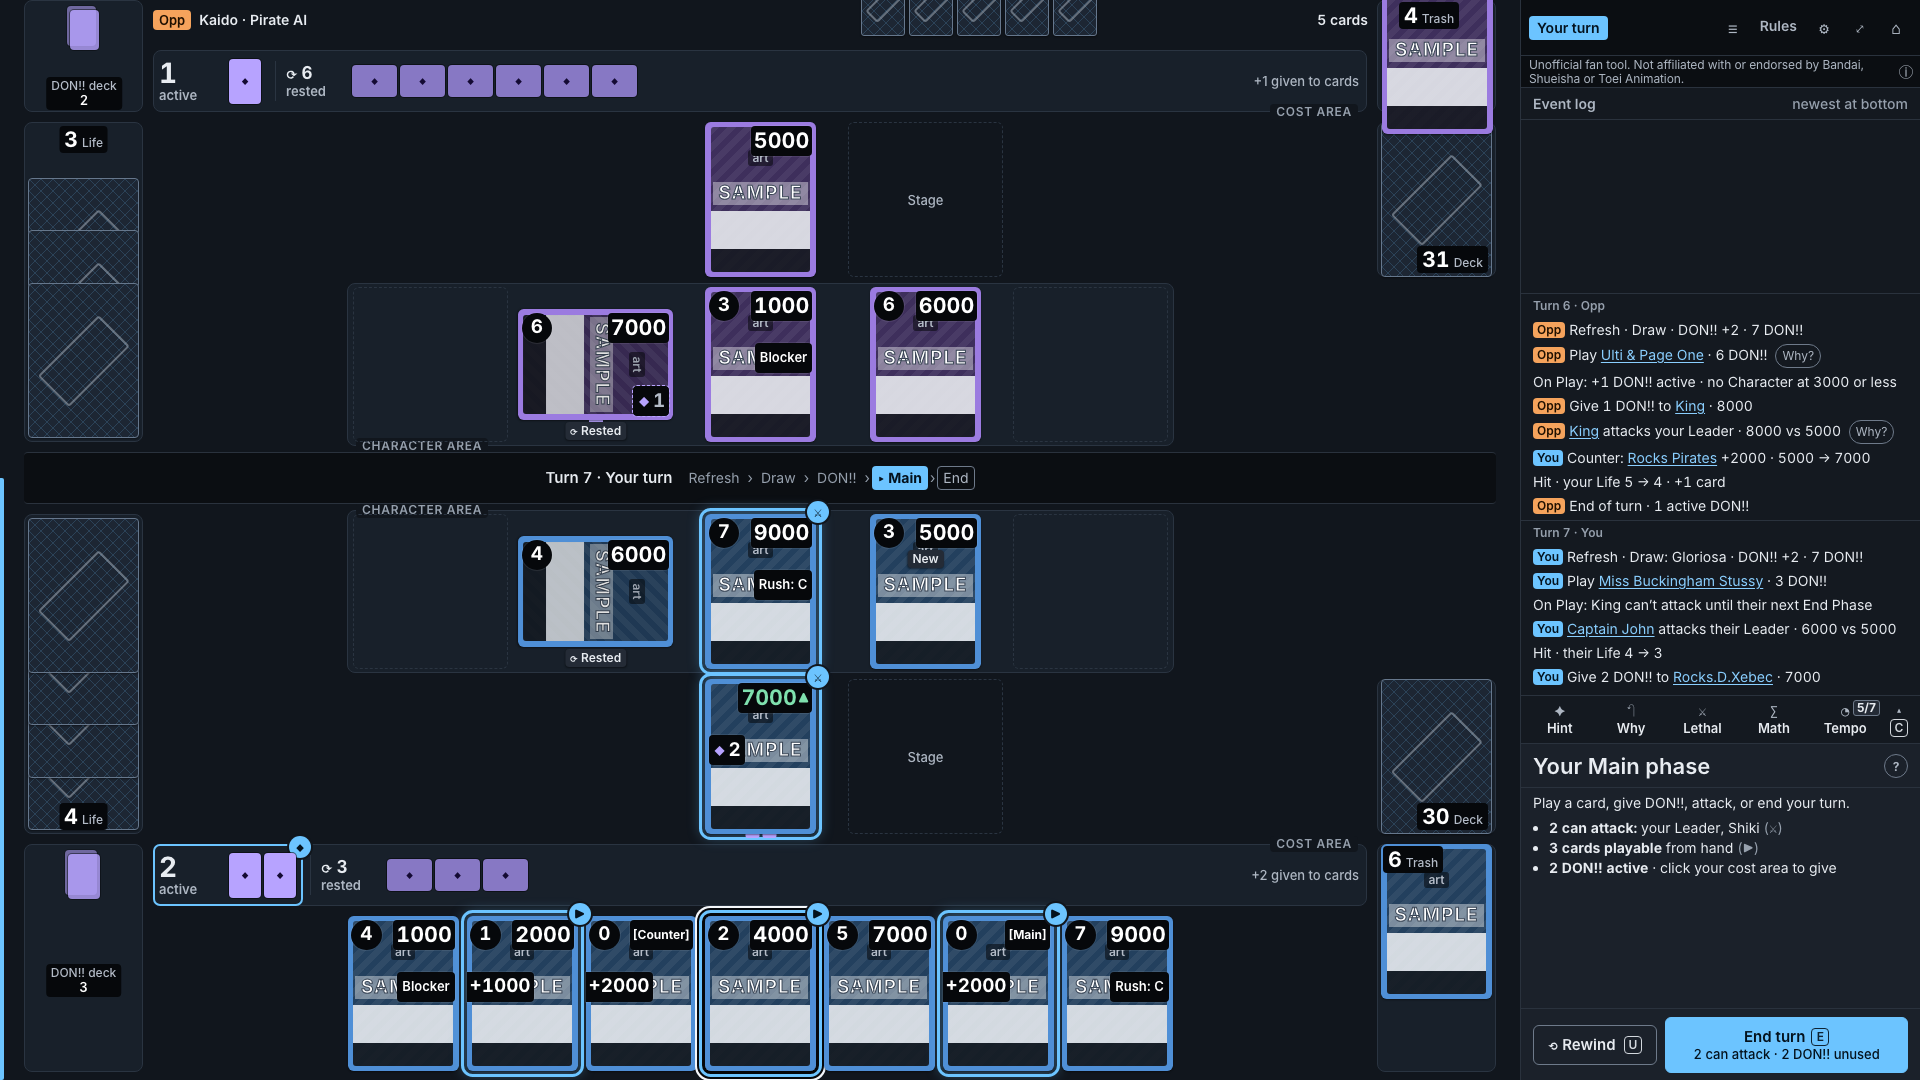 Opp Kaido · Pirate AI
5 cards
4 Trash
SAMPLE
DON!! deck
2
1
active
6
rested
+1 given to cards
COST AREA
3 Life
5000
art
SAMPLE
Stage
31 Deck
6 7000
SAMPLE
art
1
Rested
3 1000
art
SAM
Blocker
6 6000
art
SAMPLE
CHARACTER AREA
Turn 7 · Your turn
Refresh › Draw › DON!! › Main › End
CHARACTER AREA
4 6000
SAMPLE
art
Rested
7 9000
art
SAM
Rush: C
3 5000
New
SAMPLE
7000
art
2
MPLE
Stage
4 Life
30 Deck
COST AREA
2
active
3
rested
+2 given to cards
6 Trash
art
SAMPLE
DON!! deck
3
4 1000
art
SAM
Blocker
1 2000
art
+1000
PLE
0 [Counter]
art
+2000
PLE
2 4000
art
SAMPLE
5 7000
art
SAMPLE
0 [Main]
art
+2000
PLE
7 9000
art
SAM
Rush: C
Your turn
Rules
Unofficial fan tool. Not affiliated with or endorsed by Bandai,
Shueisha or Toei Animation.
Event log
newest at bottom
Turn 6 · Opp
Opp Refresh · Draw · DON!! +2 · 7 DON!!
Opp Play Ulti & Page One · 6 DON!! Why?
On Play: +1 DON!! active · no Character at 3000 or less
Opp Give 1 DON!! to King · 8000
Opp King attacks your Leader · 8000 vs 5000 Why?
You Counter: Rocks Pirates +2000 · 5000 → 7000
Hit · your Life 5 → 4 · +1 card
Opp End of turn · 1 active DON!!
Turn 7 · You
You Refresh · Draw: Gloriosa · DON!! +2 · 7 DON!!
You Play Miss Buckingham Stussy · 3 DON!!
On Play: King can't attack until their next End Phase
You Captain John attacks their Leader · 6000 vs 5000
Hit · their Life 4 → 3
You Give 2 DON!! to Rocks.D.Xebec · 7000
Hint
Why
Lethal
Math
5/7
Tempo
C
Your Main phase
?
Play a card, give DON!!, attack, or end your turn.
• 2 can attack: your Leader, Shiki (⚔)
• 3 cards playable from hand (▶)
• 2 DON!! active · click your cost area to give
Rewind U
End turn E
2 can attack · 2 DON!! unused